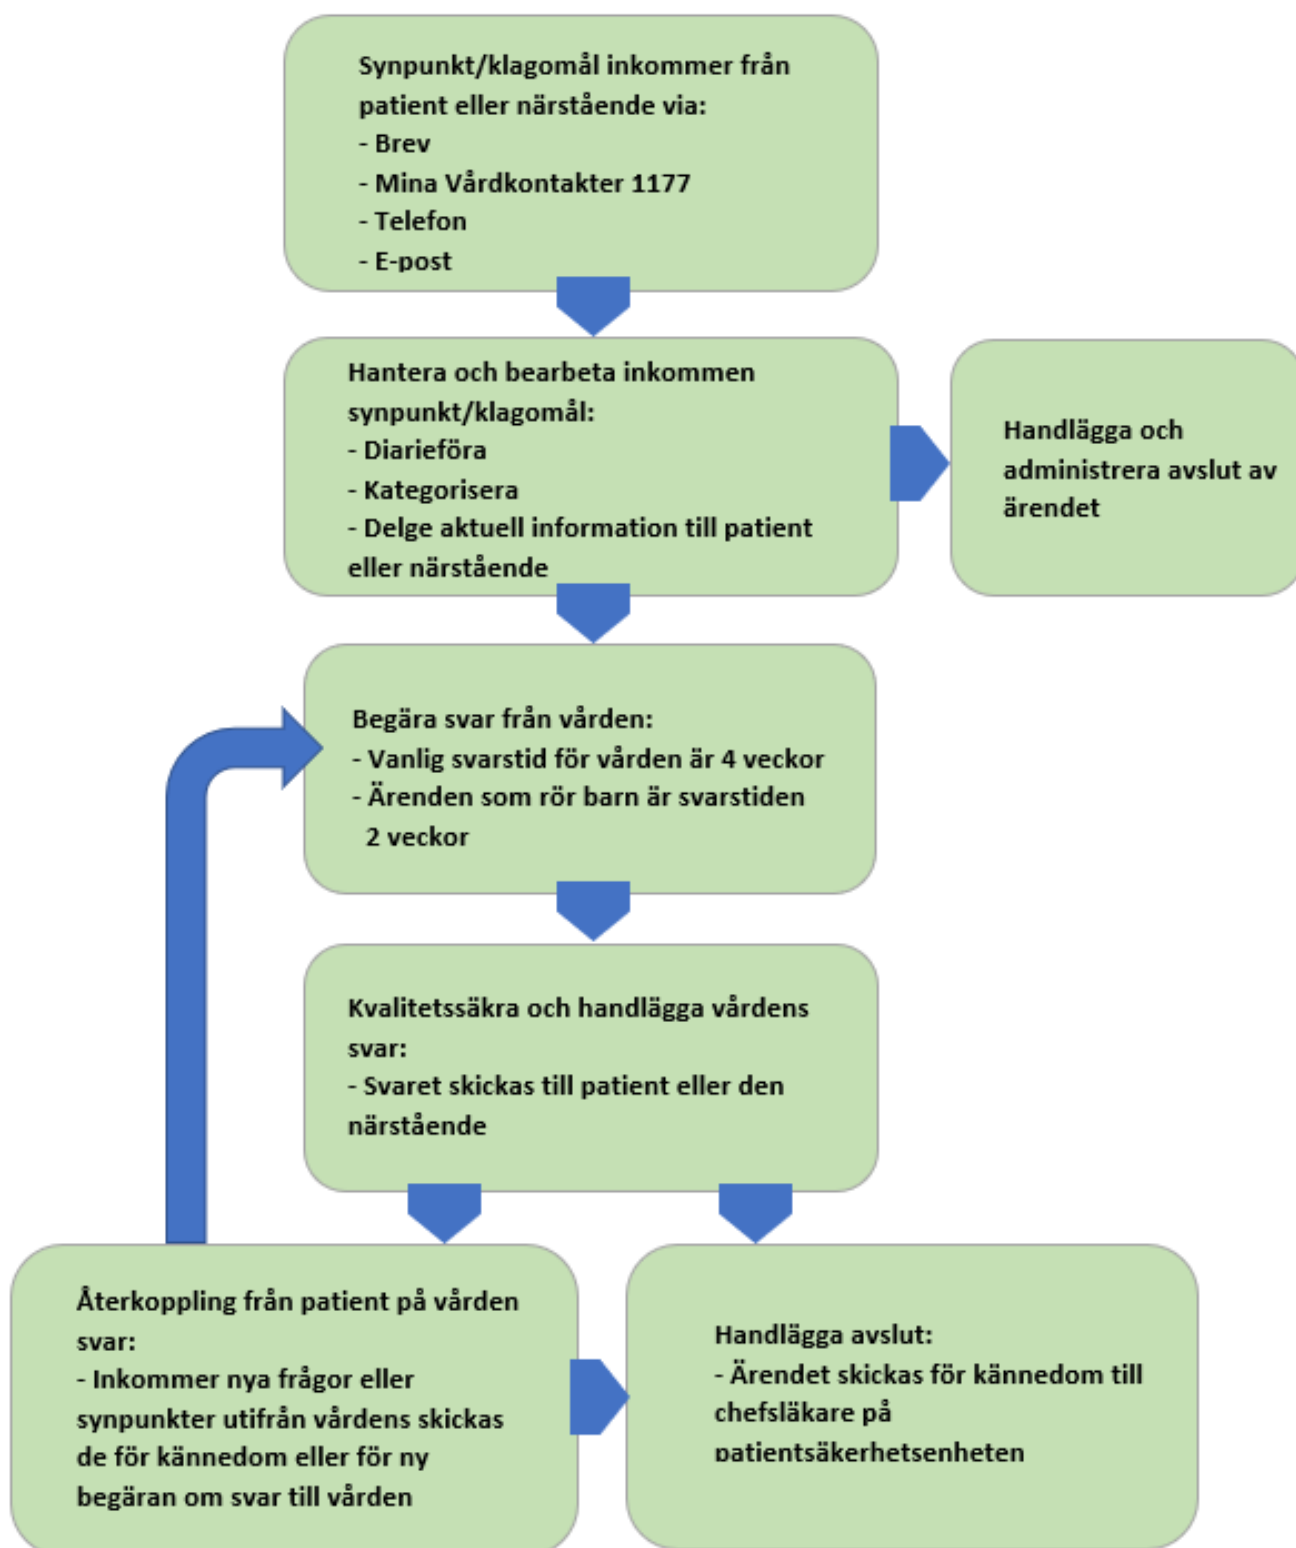 Synpunkt/klagomål inkommer från
patient eller närstående via:
- Brev
- Mina Vårdkontakter 1177
- Telefon
- E-post
Hantera och bearbeta inkommen
synpunkt/klagomål:
- Diarieföra
- Kategorisera
- Delge aktuell information till patient
eller närstående
Handlägga och
administrera avslut av
ärendet
Begära svar från vården:
- Vanlig svarstid för vården är 4 veckor
- Ärenden som rör barn är svarstiden
2 veckor
Kvalitetssäkra och handlägga vårdens
svar:
- Svaret skickas till patient eller den
närstående
Återkoppling från patient på vården
svar:
- Inkommer nya frågor eller
synpunkter utifrån vårdens skickas
de för kännedom eller för ny
begäran om svar till vården
Handlägga avslut:
- Ärendet skickas för kännedom till
chefsläkare på
patientsäkerhetsenheten